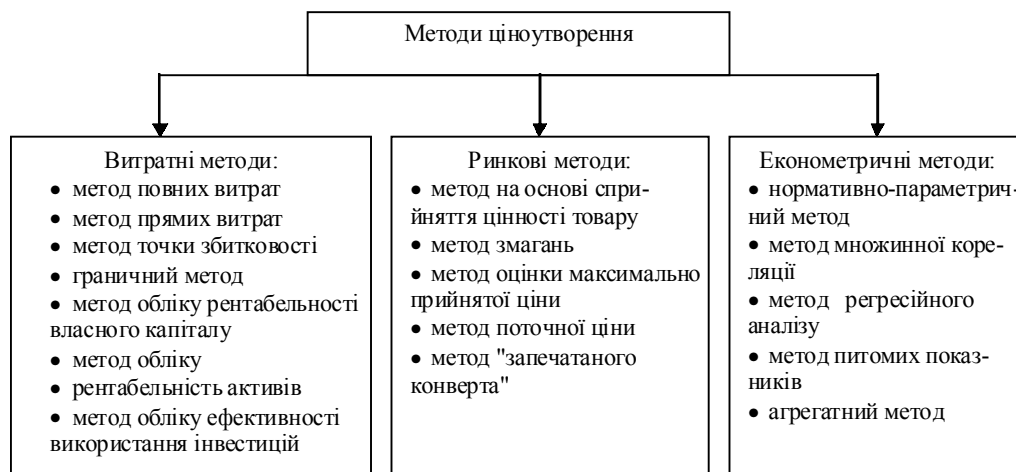 Методи ціноутворення
Витратні методи:
• метод повних витрат
• метод прямих витрат
• метод точки збитковості
• граничний метод
• метод обліку рентабельності
власного капіталу
• метод обліку
• рентабельність активів
• метод обліку ефективності
використання інвестицій
Ринкові методи:
• метод на основі спри-
йняття цінності товару
• метод змагань
• метод оцінки максимально
прийнятої ціни
• метод поточної ціни
• метод "запечатаного
конверта"
Економетричні методи:
• нормативно-параметрич-
ний метод
• метод множинної коре-
ляції
• метод регресійного
аналізу
• метод питомих показ-
ників
• агрегатний метод